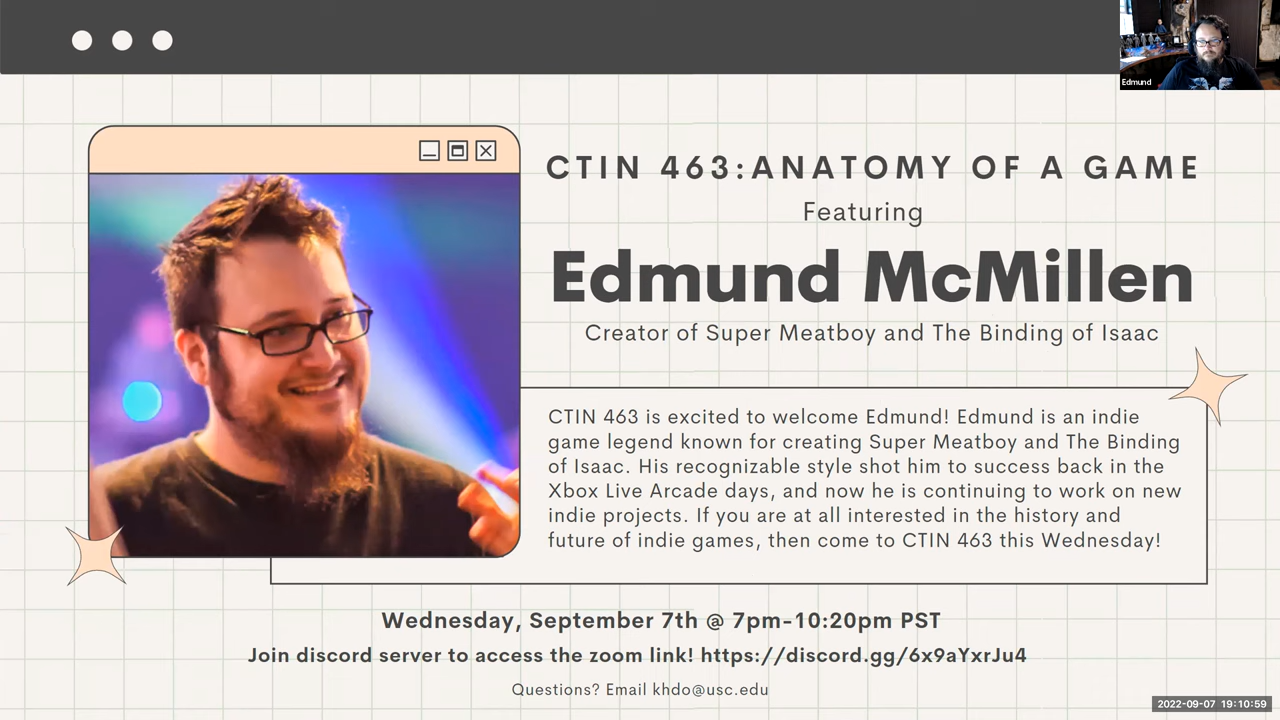 Edmund
CTIN 463:ANATOMY OF A GAME
Featuring
Edmund McMillen
Creator of Super Meatboy and The Binding of Isaac
CTIN 463 is excited to welcome Edmund! Edmund is an indie
game legend known for creating Super Meatboy and The Binding
of Isaac. His recognizable style shot him to success back in the
Xbox Live Arcade days, and now he is continuing to work on new
indie projects. If you are at all interested in the history and
future of indie games, then come to CTIN 463 this Wednesday!
Wednesday, September 7th @ 7pm-10:20pm PST
Join discord server to access the zoom link! https://discord.gg/6x9aYxrJu4
Questions? Email khdo@usc.edu
2022-09-07 19:10:59